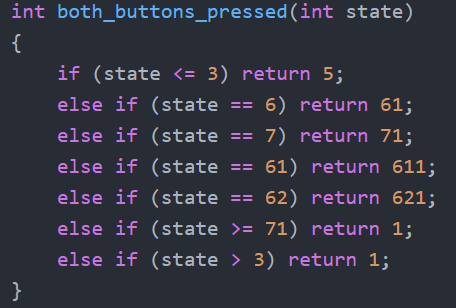 int both_buttons_pressed(int state)
{
    if (state <= 3) return 5;
    else if (state == 6) return 61;
    else if (state == 7) return 71;
    else if (state == 61) return 611;
    else if (state == 62) return 621;
    else if (state >= 71) return 1;
    else if (state > 3) return 1;
}